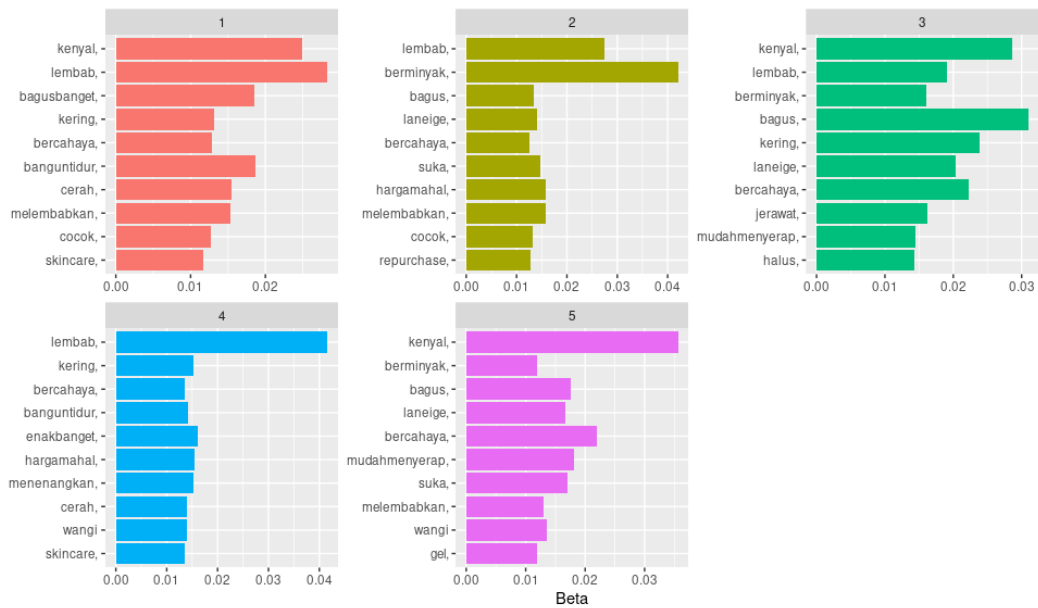 1
kenyal,
lembab,
bagusbanget,
kering,
bercahaya,
banguntidur,
cerah,
melembabkan,
cocok,
skincare,
0.00 0.01 0.02
2
lembab,
berminyak,
bagus,
laneige,
bercahaya,
suka,
hargamahal,
melembabkan,
cocok,
repurchase,
0.00 0.01 0.02 0.03 0.04
3
kenyal,
lembab,
berminyak,
bagus,
kering,
laneige,
bercahaya,
jerawat,
mudahmenyerap,
halus,
0.00 0.01 0.02 0.03
4
lembab,
kering,
bercahaya,
banguntidur,
enakbanget,
hargamahal,
menenangkan,
cerah,
wangi
skincare,
0.00 0.01 0.02 0.03 0.04
5
kenyal,
berminyak,
bagus,
laneige,
bercahaya,
mudahmenyerap,
suka,
melembabkan,
wangi
gel,
0.00 0.01 0.02 0.03
Beta